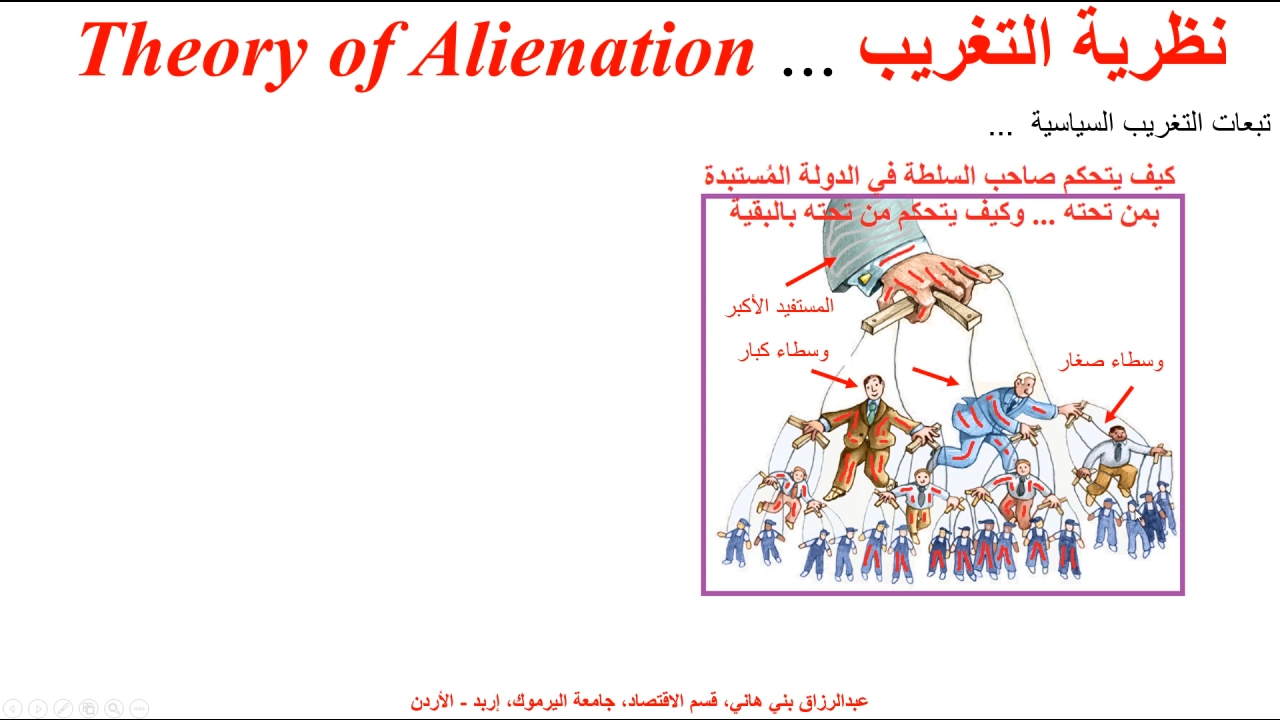 نظرية التغريب ... Theory of Alienation
تبعات التغريب السياسية ...
كيف يتحكم صاحب السلطة في الدولة المُستبدة
بمن تحته ... وكيف يتحكم من تحته بالبقية
المستفيد الأكبر
وسطاء كبار
وسطاء صغار
عبدالرزاق بني هاني، قسم الاقتصاد، جامعة اليرموك، إربد - الأردن